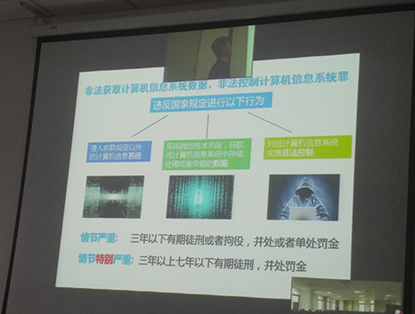 非法获取计算机信息系统数据、非法控制计算机信息系统罪
违反国家规定进行以下行为
侵入前款规定以外
的计算机信息系统
采用其他技术手段，获取
该计算机信息系统中存储、
处理或者传输的数据
对该计算机信息系统
实施非法控制
情节严重: 三年以下有期徒刑或者拘役，并处或者单处罚金
情节特别严重: 三年以上七年以下有期徒刑，并处罚金